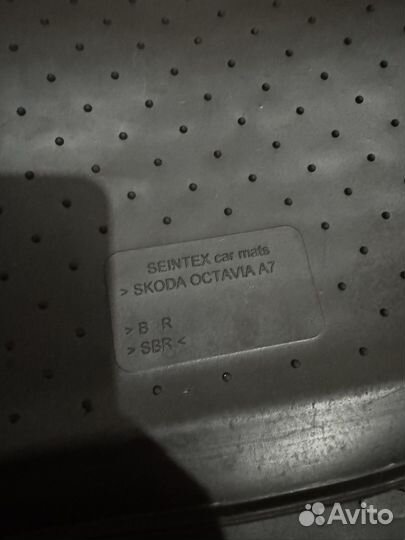 SEINTEX car mats
> SKODA OCTAVIA A7
> B R
> SBR <
Avito